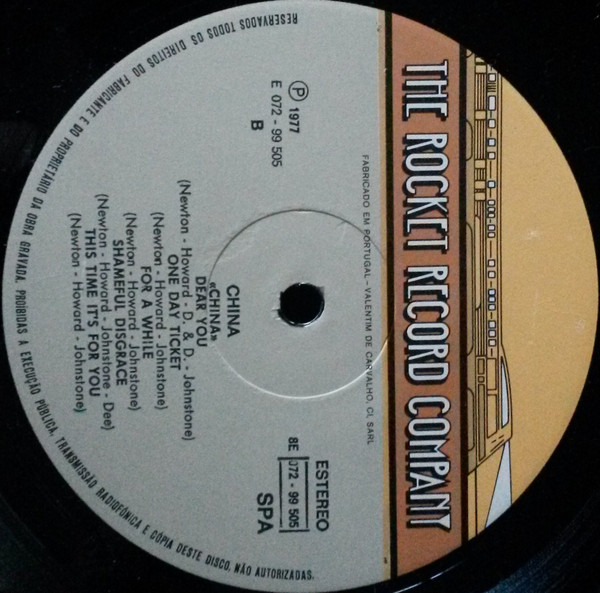 THE ROCKET RECORD COMPANY
FABRICADO EM PORTUGAL - VALENTIM DE CARVALHO, CI, SARL
Ⓟ 1977
E 072 - 99 505
B
ESTEREO
8E 072 - 99 505
SPA
CHINA
«CHINA»
DEAR YOU
(Newton - Howard - D. & D. - Johnstone)
ONE DAY TICKET
(Newton - Howard - Johnstone)
FOR A WHILE
(Newton - Howard - Johnstone)
SHAMEFUL DISGRACE
(Newton - Howard - Johnstone - Dee)
THIS TIME IT'S FOR YOU
(Newton - Howard - Johnstone)
RESERVADOS TODOS OS DIREITOS DO FABRICANTE E DO PROPRIETÁRIO DA OBRA GRAVADA. PROIBIDAS A EXECUÇÃO PÚBLICA, TRANSMISSÃO RADIOFÓNICA E COPIA DESTE DISCO, NÃO AUTORIZADAS.